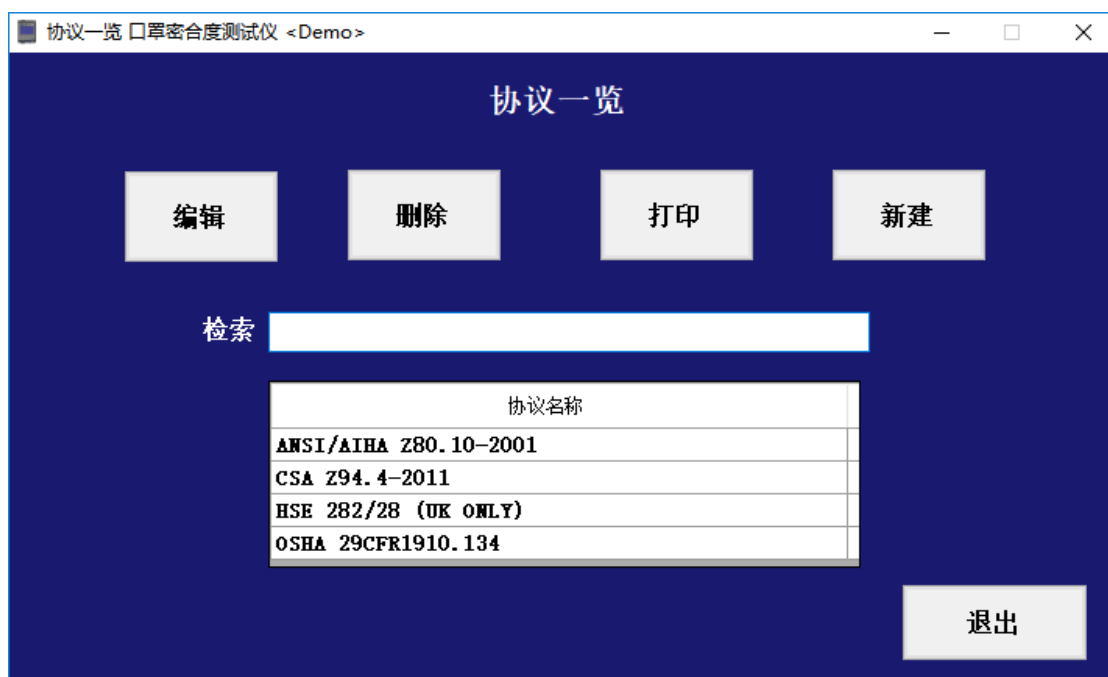 协议一览 口罩密合度测试仪 <Demo>
协议一览
编辑 删除 打印 新建
检索
协议名称
ANSI/AIHA Z80.10-2001
CSA Z94.4-2011
HSE 282/28 (UK ONLY)
OSHA 29CFR1910.134
退出